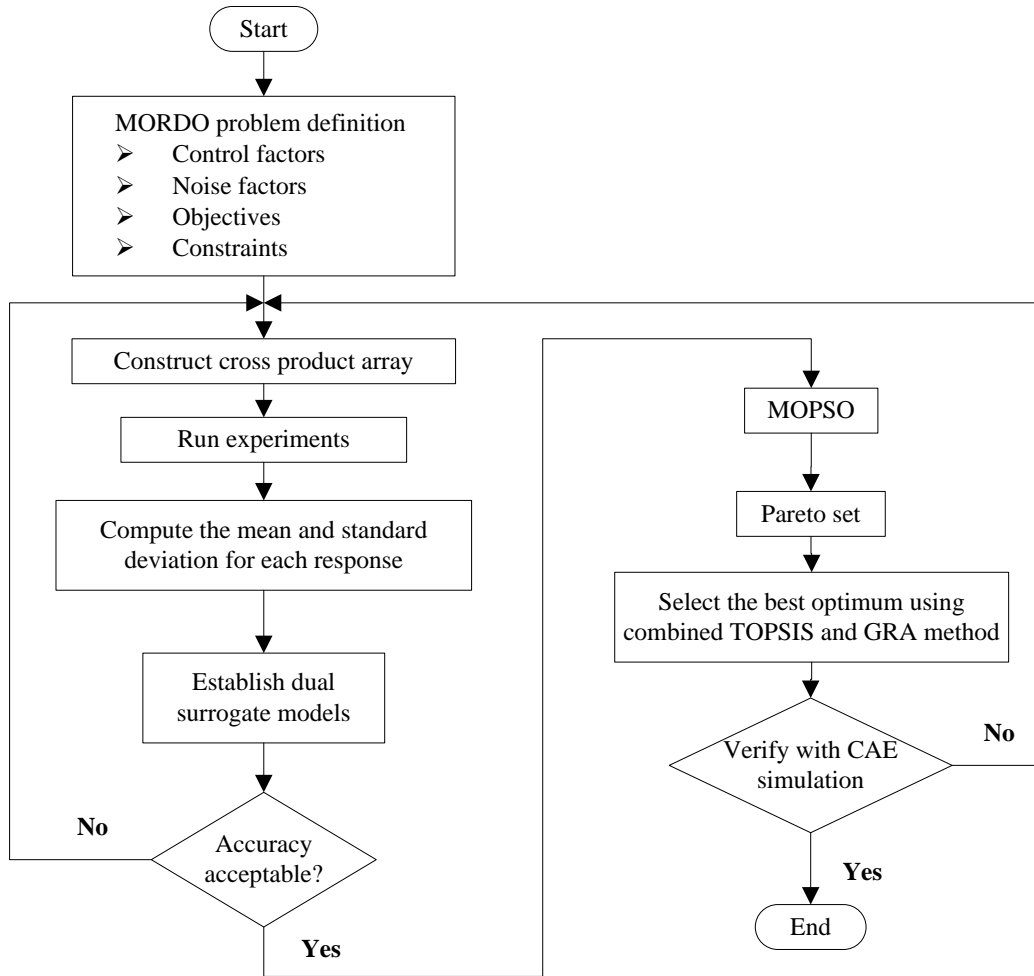 Start
MORDO problem definition
➢ Control factors
➢ Noise factors
➢ Objectives
➢ Constraints
Construct cross product array
Run experiments
Compute the mean and standard
deviation for each response
Establish dual
surrogate models
No
Accuracy
acceptable?
Yes
MOPSO
Pareto set
Select the best optimum using
combined TOPSIS and GRA method
Verify with CAE
simulation
No
Yes
End